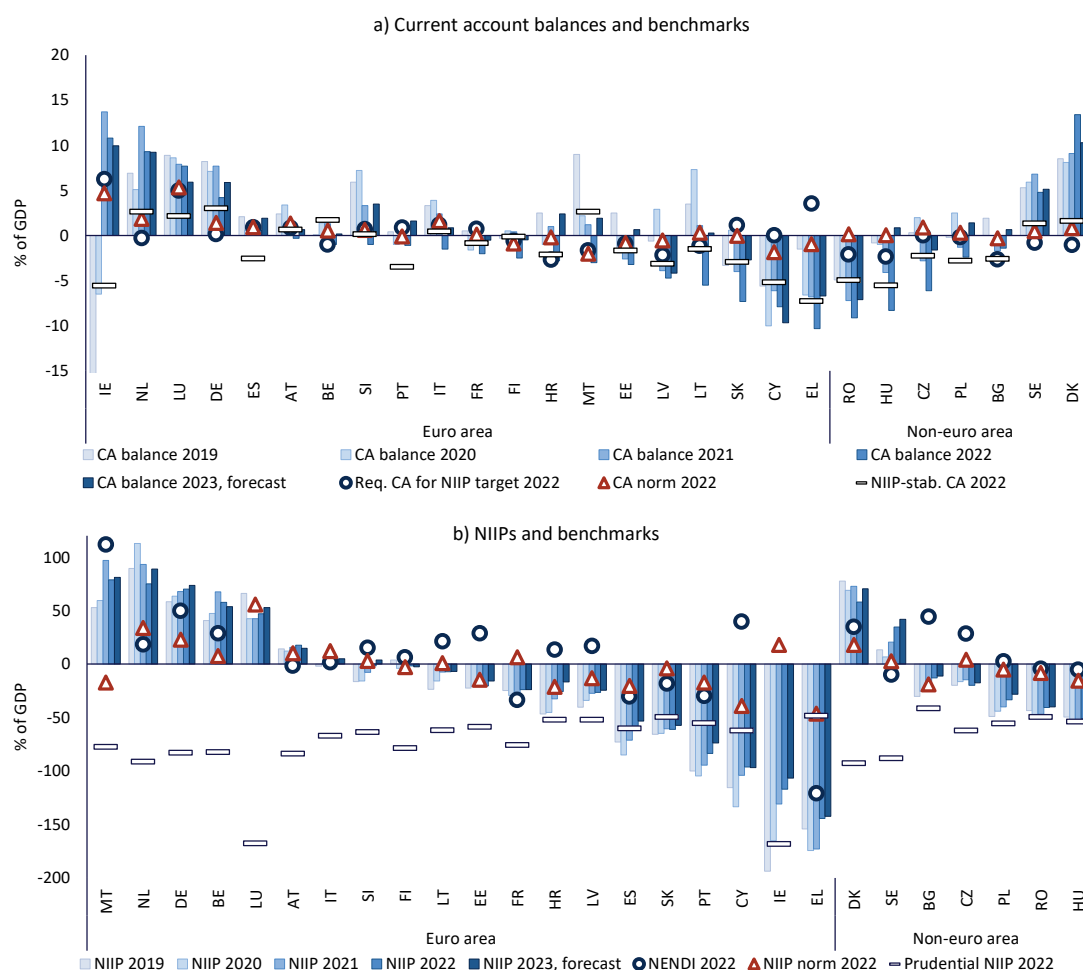 a) Current account balances and benchmarks
% of GDP
20
15
10
5
0
-5
-10
-15
IE NL LU DE ES AT BE SI PT IT FR FI HR MT EE LV LT SK CY EL RO HU CZ PL BG SE DK
Euro area Non-euro area
CA balance 2019 CA balance 2020 CA balance 2021 CA balance 2022
CA balance 2023, forecast Req. CA for NIIP target 2022 CA norm 2022 NIIP-stab. CA 2022
b) NIIPs and benchmarks
% of GDP
100
50
0
-50
-100
-150
-200
MT NL DE BE LU AT IT SI FI LT EE FR HR LV ES SK PT CY IE EL DK SE BG CZ PL RO HU
Euro area Non-euro area
NIIP 2019 NIIP 2020 NIIP 2021 NIIP 2022 NIIP 2023, forecast NENDI 2022 NIIP norm 2022 Prudential NIIP 2022